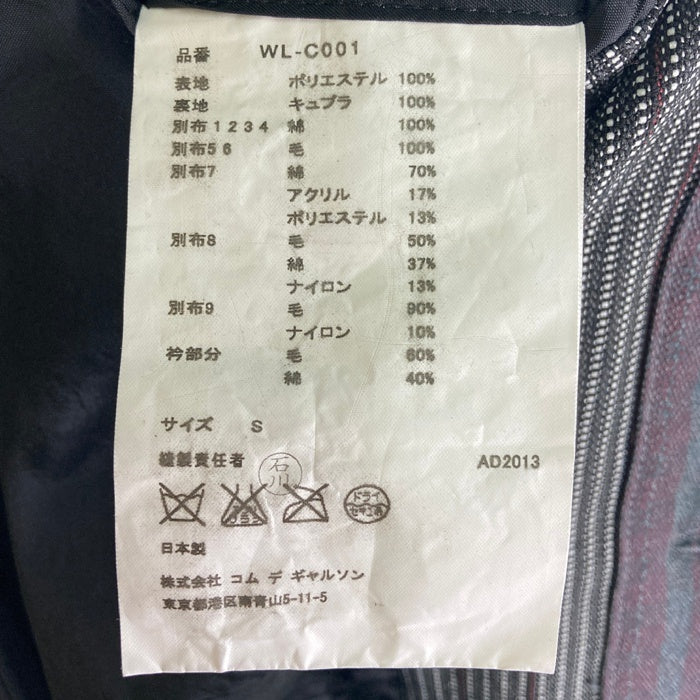 品番 WL-C001
表地 ポリエステル 100%
裏地 キュプラ 100%
別布1234 綿 100%
別布56 毛 100%
別布7 綿 70%
アクリル 17%
ポリエステル 13%
別布8 毛 50%
綿 37%
ナイロン 13%
別布9 毛 90%
ナイロン 10%
衿部分 毛 60%
綿 40%
サイズ S
縫製責任者 石川 AD2013
ドライ
セキユ系
日本製
株式会社 コム デ ギャルソン
東京都港区南青山5-11-5